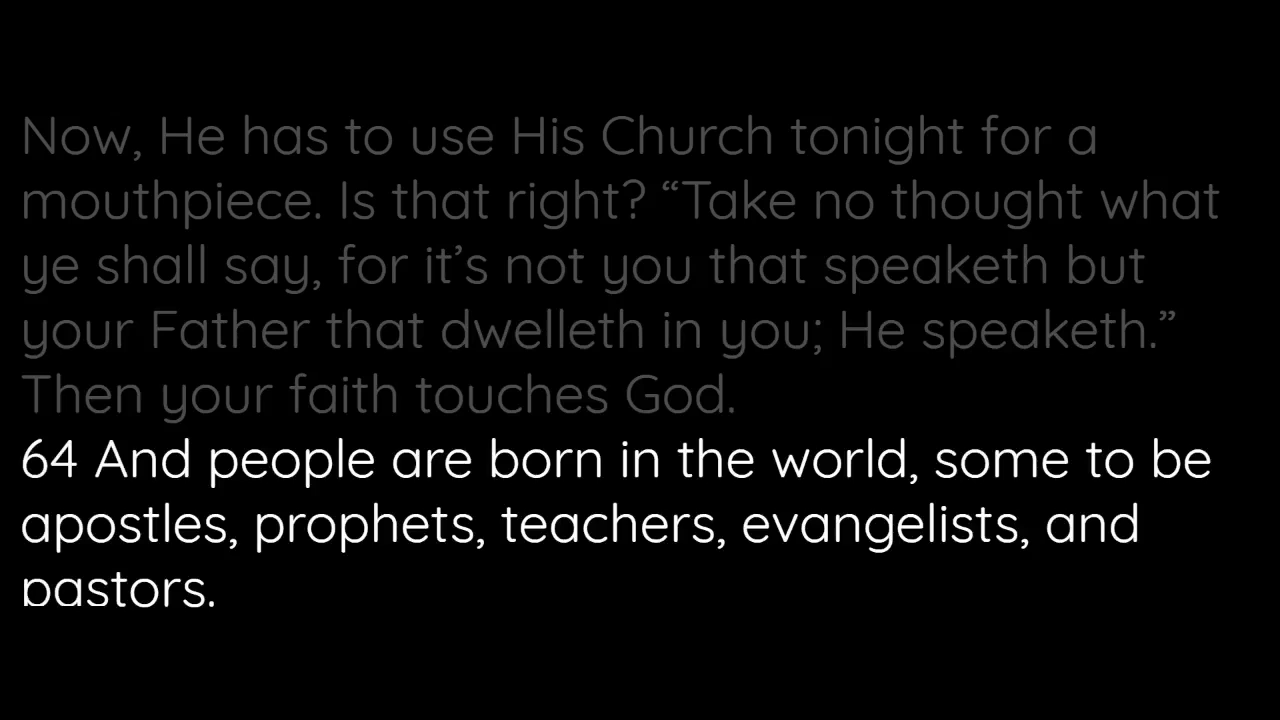 Now, He has to use His Church tonight for a
mouthpiece. Is that right? “Take no thought what
ye shall say, for it’s not you that speaketh but
your Father that dwelleth in you; He speaketh.”
Then your faith touches God.
64 And people are born in the world, some to be
apostles, prophets, teachers, evangelists, and
pastors.